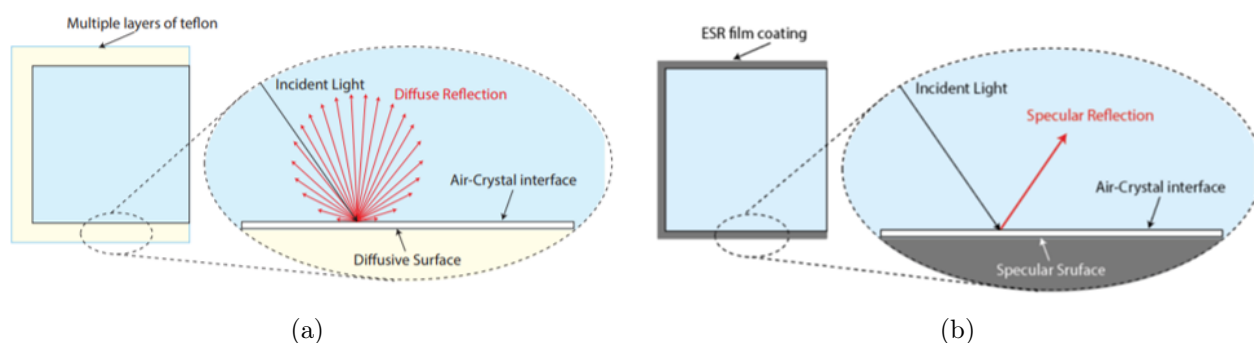 Multiple layers of teflon
Incident Light
Diffuse Reflection
Air-Crystal interface
Diffusive Surface
(a)
ESR film coating
Incident Light
Specular Reflection
Air-Crystal interface
Specular Sruface
(b)